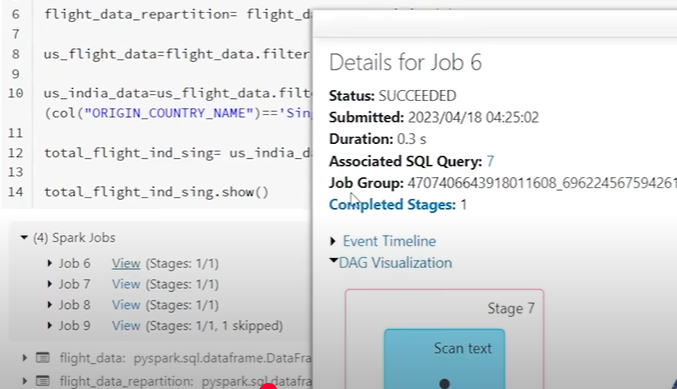 6 flight_data_repartition= flight_d
7
8 us_flight_data=flight_data.filter
9
10 us_india_data=us_flight_data.filt
(col("ORIGIN_COUNTRY_NAME")=='Sin
11
12 total_flight_ind_sing= us_india_d
13
14 total_flight_ind_sing.show()
(4) Spark Jobs
Job 6 View (Stages: 1/1)
Job 7 View (Stages: 1/1)
Job 8 View (Stages: 1/1)
Job 9 View (Stages: 1/1, 1 skipped)
flight_data: pyspark.sql.dataframe.DataFra
flight_data_repartition: pyspark.sql.datafram
Details for Job 6
Status: SUCCEEDED
Submitted: 2023/04/18 04:25:02
Duration: 0.3 s
Associated SQL Query: 7
Job Group: 4707406643918011608_696224567594261
Completed Stages: 1
Event Timeline
DAG Visualization
Stage 7
Scan text